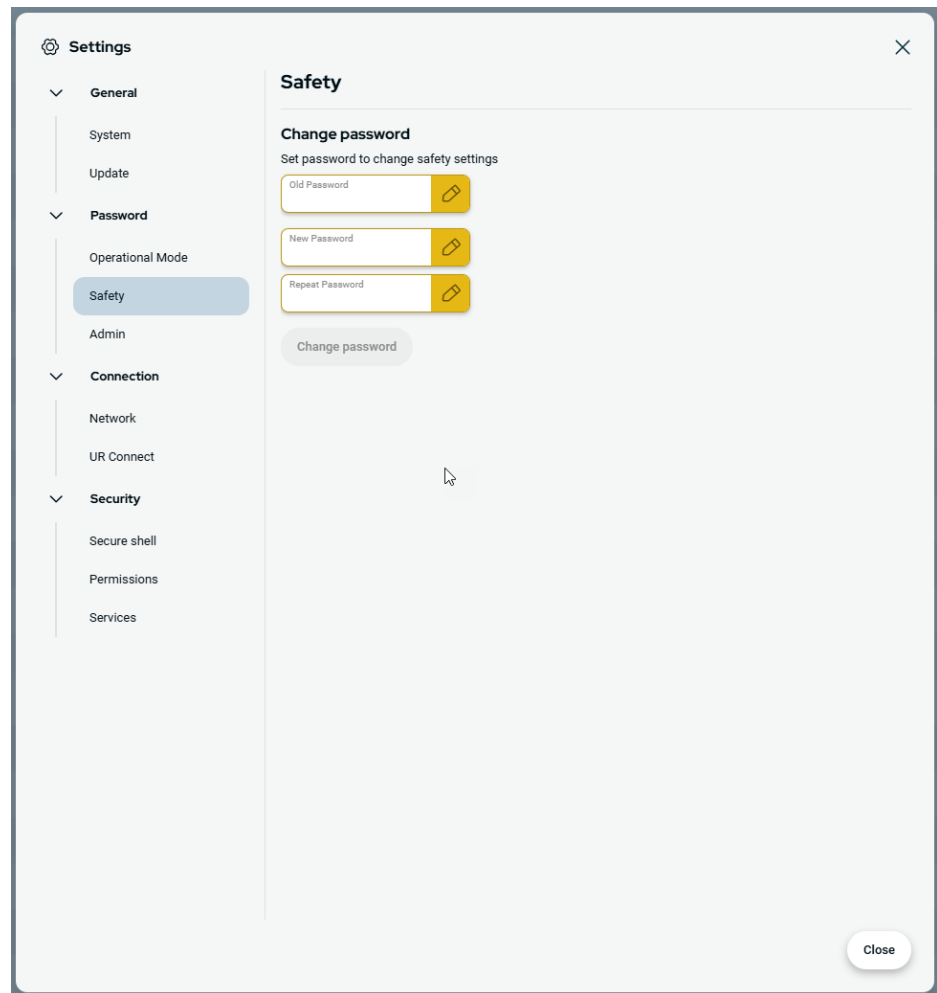 Settings
General
System
Update
Password
Operational Mode
Safety
Admin
Connection
Network
UR Connect
Security
Secure shell
Permissions
Services
Safety
Change password
Set password to change safety settings
Old Password
New Password
Repeat Password
Change password
Close